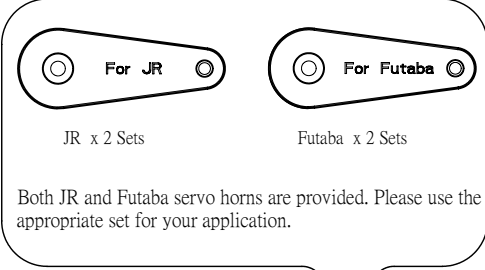 For JR
For Futaba
JR x 2 Sets
Futaba x 2 Sets
Both JR and Futaba servo horns are provided. Please use the
appropriate set for your application.